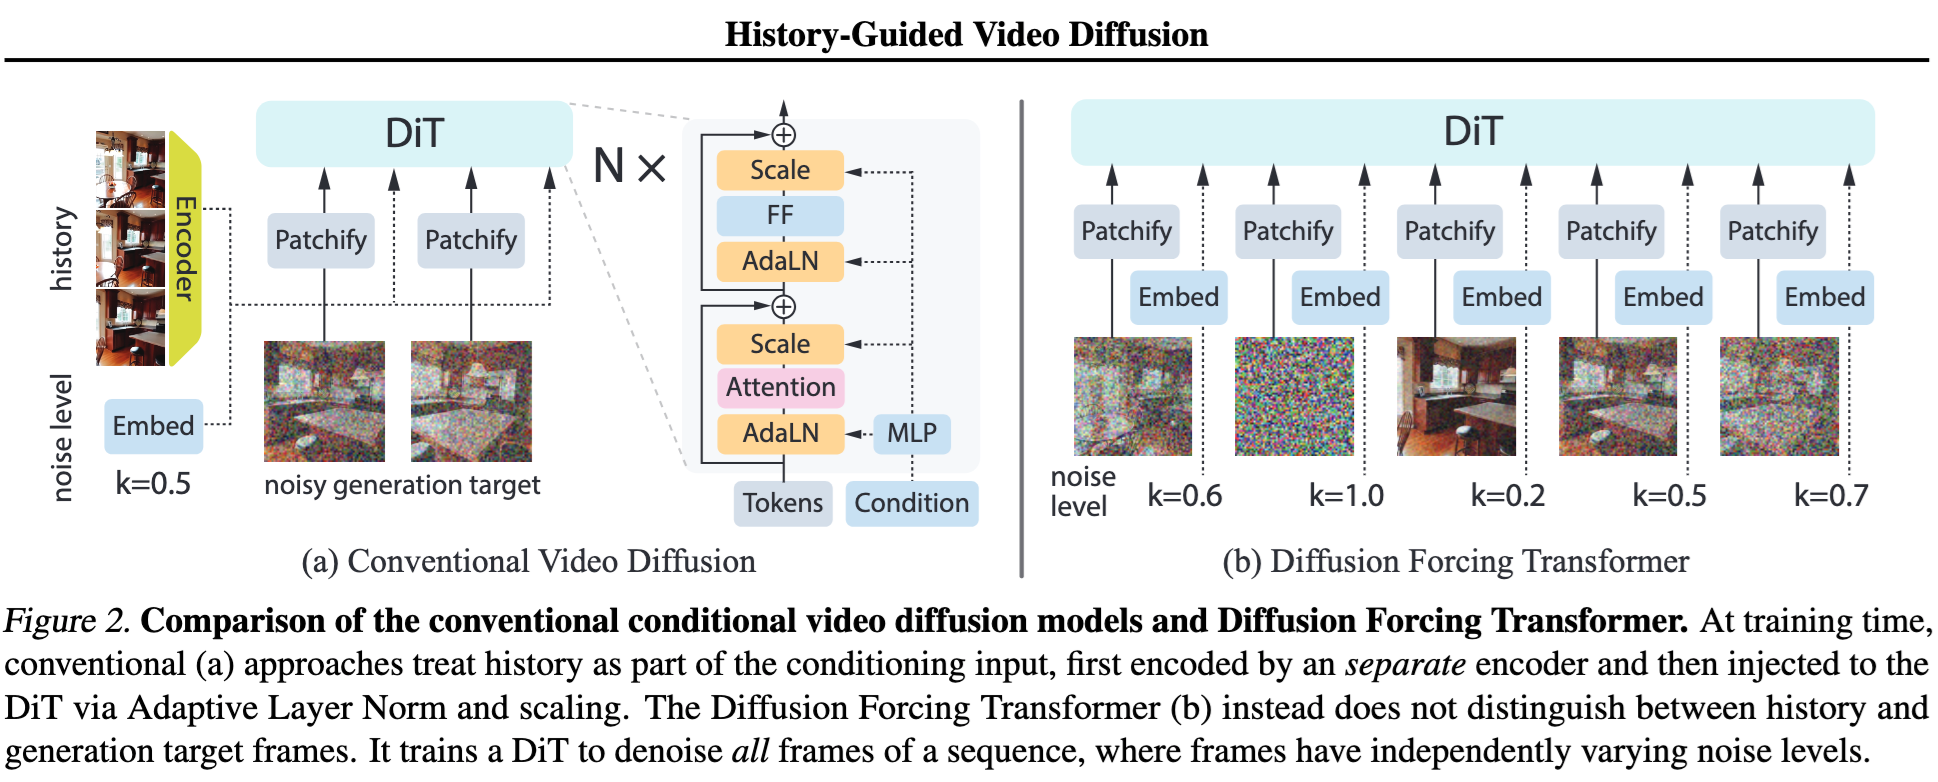 History-Guided Video Diffusion
history
Encoder
noise level
Embed
k=0.5
DiT
Patchify
Patchify
noisy generation target
N ×
Scale
FF
AdaLN
Scale
Attention
AdaLN
MLP
Tokens
Condition
(a) Conventional Video Diffusion
DiT
Patchify
Patchify
Patchify
Patchify
Patchify
Embed
Embed
Embed
Embed
Embed
noise
level
k=0.6
k=1.0
k=0.2
k=0.5
k=0.7
(b) Diffusion Forcing Transformer
Figure 2. Comparison of the conventional conditional video diffusion models and Diffusion Forcing Transformer. At training time,
conventional (a) approaches treat history as part of the conditioning input, first encoded by an separate encoder and then injected to the
DiT via Adaptive Layer Norm and scaling. The Diffusion Forcing Transformer (b) instead does not distinguish between history and
generation target frames. It trains a DiT to denoise all frames of a sequence, where frames have independently varying noise levels.